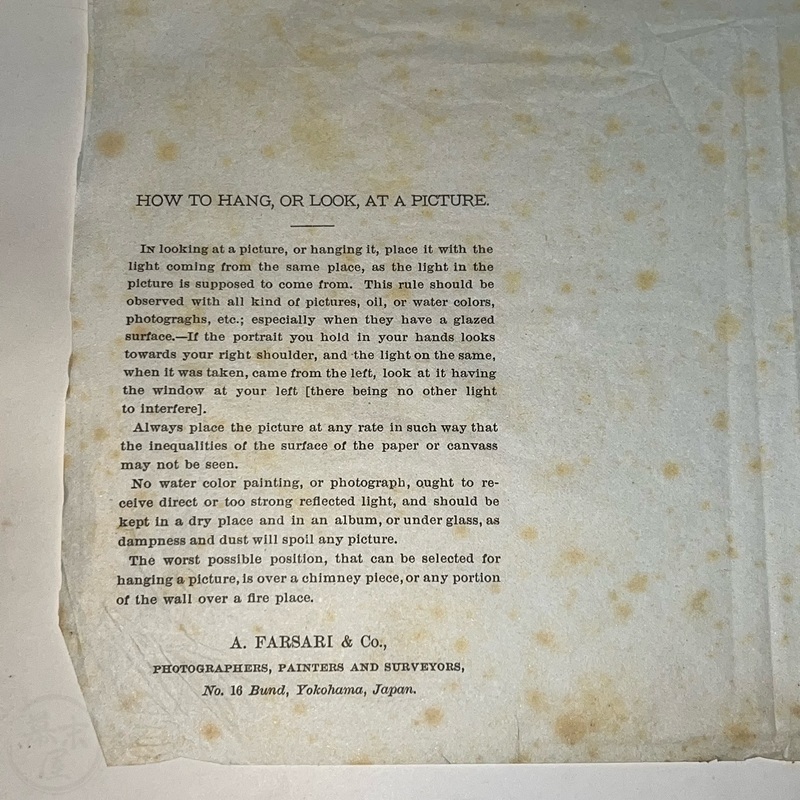 HOW TO HANG, OR LOOK, AT A PICTURE.
IN looking at a picture, or hanging it, place it with the
light coming from the same place, as the light in the
picture is supposed to come from. This rule should be
observed with all kind of pictures, oil, or water colors,
photograghs, etc.; especially when they have a glazed
surface.—If the portrait you hold in your hands looks
towards your right shoulder, and the light on the same,
when it was taken, came from the left, look at it having
the window at your left [there being no other light
to interfere].
Always place the picture at any rate in such way that
the inequalities of the surface of the paper or canvass
may not be seen.
No water color painting, or photograph, ought to re-
ceive direct or too strong reflected light, and should be
kept in a dry place and in an album, or under glass, as
dampness and dust will spoil any picture.
The worst possible position, that can be selected for
hanging a picture, is over a chimney piece, or any portion
of the wall over a fire place.
A. FARSARI & Co.,
PHOTOGRAPHERS, PAINTERS AND SURVEYORS,
No. 16 Bund, Yokohama, Japan.